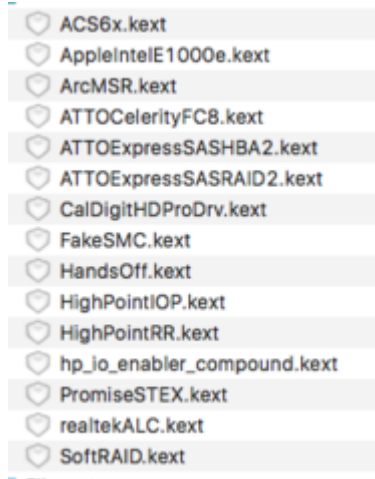 ACS6x.kext
AppleIntelE1000e.kext
ArcMSR.kext
ATTOCelerityFC8.kext
ATTOExpressSASHBA2.kext
ATTOExpressSASRAID2.kext
CalDigitHDProDrv.kext
FakeSMC.kext
HandsOff.kext
HighPointIOP.kext
HighPointRR.kext
hp_io_enabler_compound.kext
PromiseSTEX.kext
realtekALC.kext
SoftRAID.kext